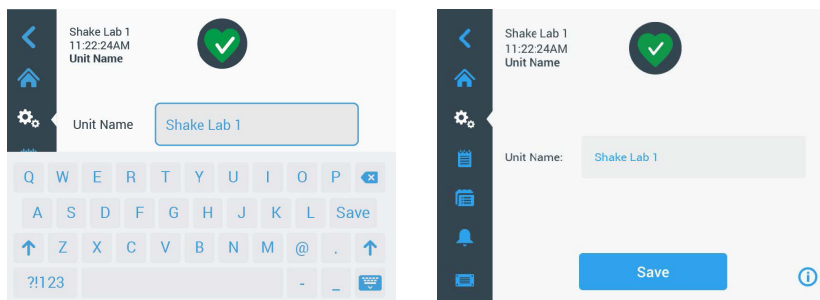 Shake Lab 1
11:22:24AM
Unit Name
Unit Name Shake Lab 1
Q W E R T Y U I O P
A S D F G H J K L Save
Z X C V B N M @ .
?!123 - _
Shake Lab 1
11:22:24AM
Unit Name
Unit Name: Shake Lab 1
Save